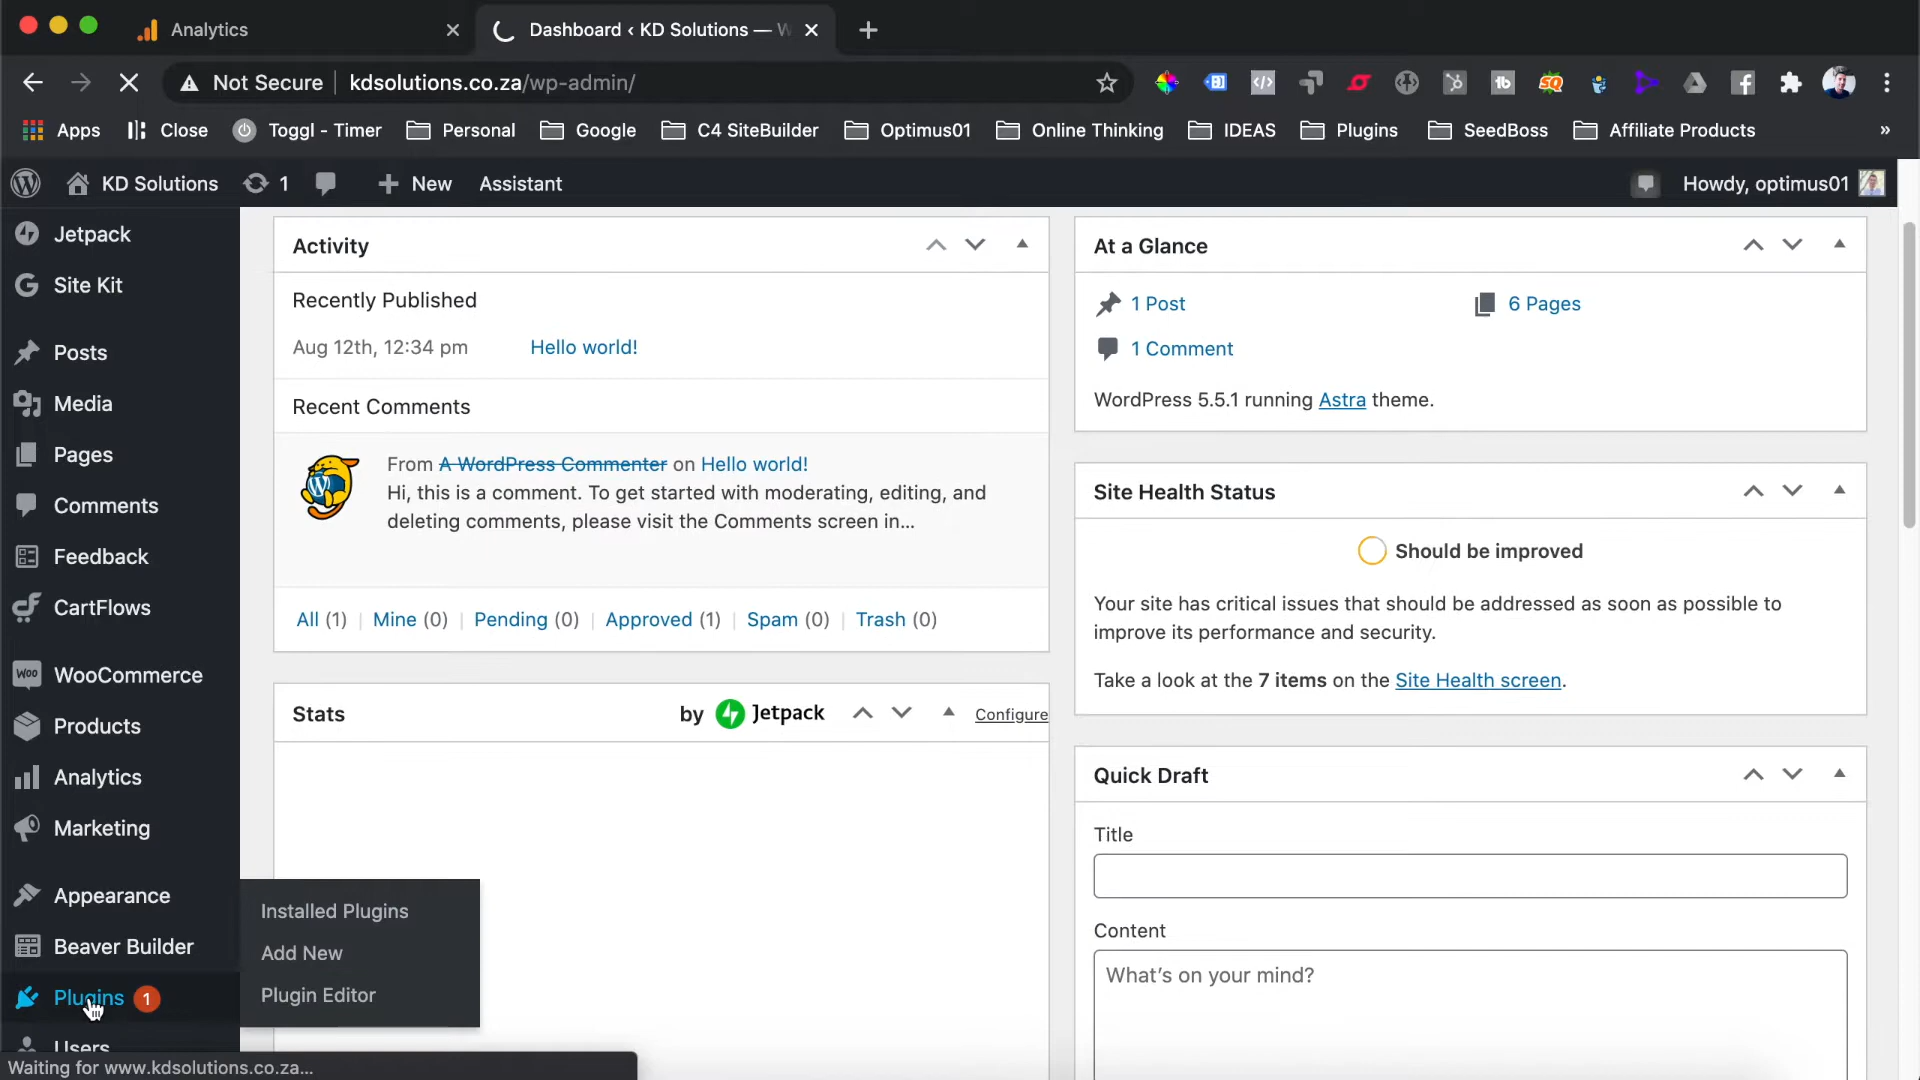 Analytics
Dashboard ‹ KD Solutions — W
Not Secure
kdsolutions.co.za/wp-admin/
Apps
Close
Toggl - Timer
Personal
Google
C4 SiteBuilder
Optimus01
Online Thinking
IDEAS
Plugins
SeedBoss
Affiliate Products
»
KD Solutions
1
New
Assistant
Howdy, optimus01
Jetpack
Site Kit
Posts
Media
Pages
Comments
Feedback
CartFlows
WooCommerce
Products
Analytics
Marketing
Appearance
Beaver Builder
Plugins 1
Users
Installed Plugins
Add New
Plugin Editor
Activity
Recently Published
Aug 12th, 12:34 pm Hello world!
Recent Comments
From A WordPress Commenter on Hello world!
Hi, this is a comment. To get started with moderating, editing, and
deleting comments, please visit the Comments screen in...
All (1) | Mine (0) | Pending (0) | Approved (1) | Spam (0) | Trash (0)
Stats by Jetpack Configure
At a Glance
1 Post 6 Pages
1 Comment
WordPress 5.5.1 running Astra theme.
Site Health Status
Should be improved
Your site has critical issues that should be addressed as soon as possible to
improve its performance and security.
Take a look at the 7 items on the Site Health screen.
Quick Draft
Title
Content
What's on your mind?
Waiting for www.kdsolutions.co.za...